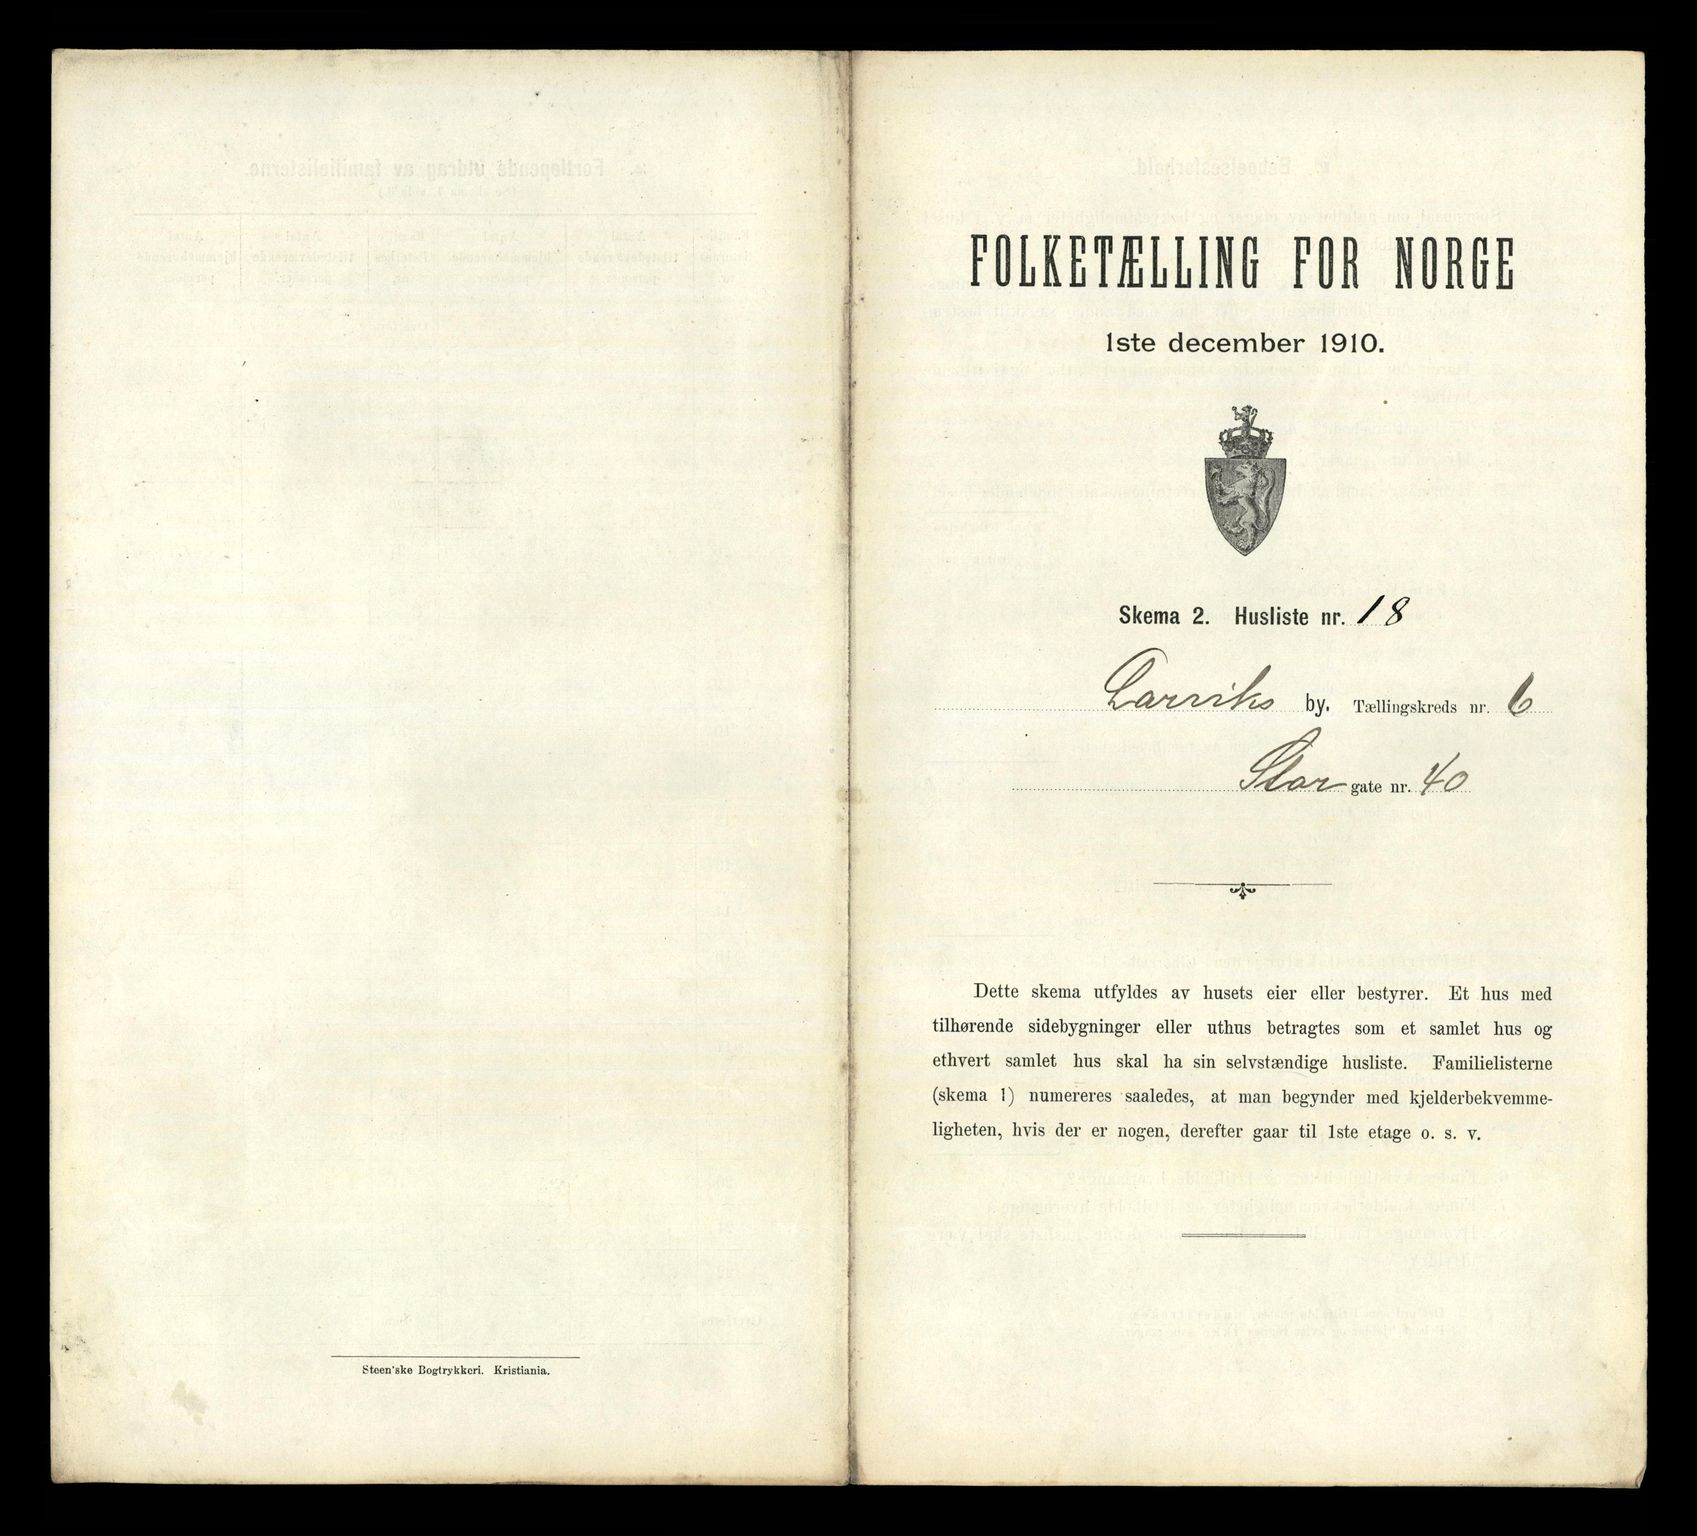 Steen'ske Bogtrykkeri. Kristiania.
FOLKETÆLLING FOR NORGE
1ste december 1910.
Skema 2. Husliste nr. 18
Larviks by. Tællingskreds nr. 6
Stor gate nr. 40
Dette skema utfyldes av husets eier eller bestyrer. Et hus med
tilhørende sidebygninger eller uthus betragtes som et samlet hus og
ethvert samlet hus skal ha sin selvstændige husliste. Familielisterne
(skema 1) numereres saaledes, at man begynder med kjelderbekvemme-
ligheten, hvis der er nogen, derefter gaar til 1ste etage o. s. v.